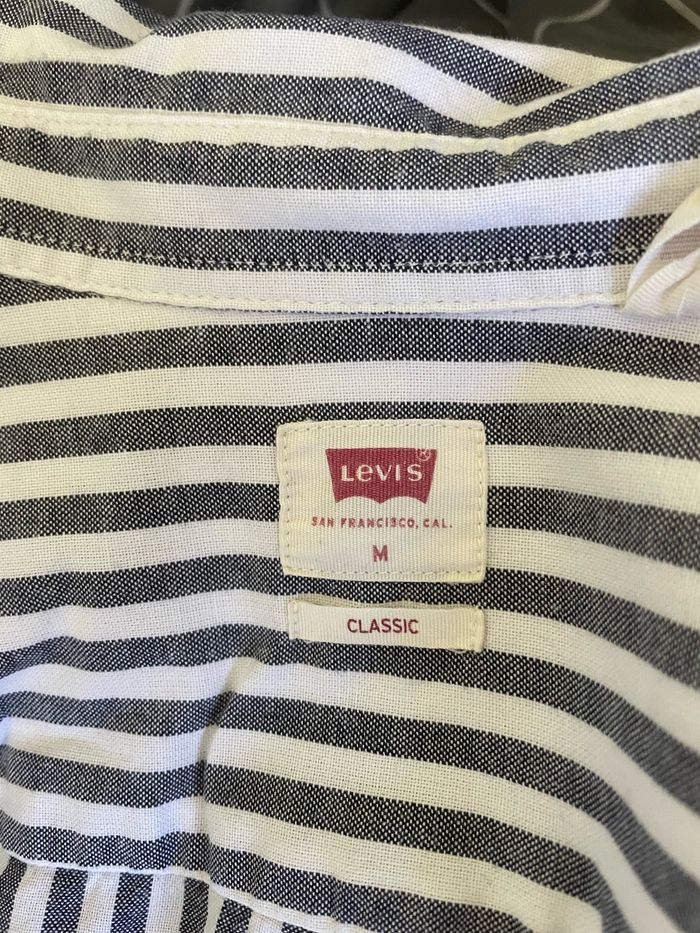 LEVI'S®
SAN FRANCISCO, CAL.
M
CLASSIC